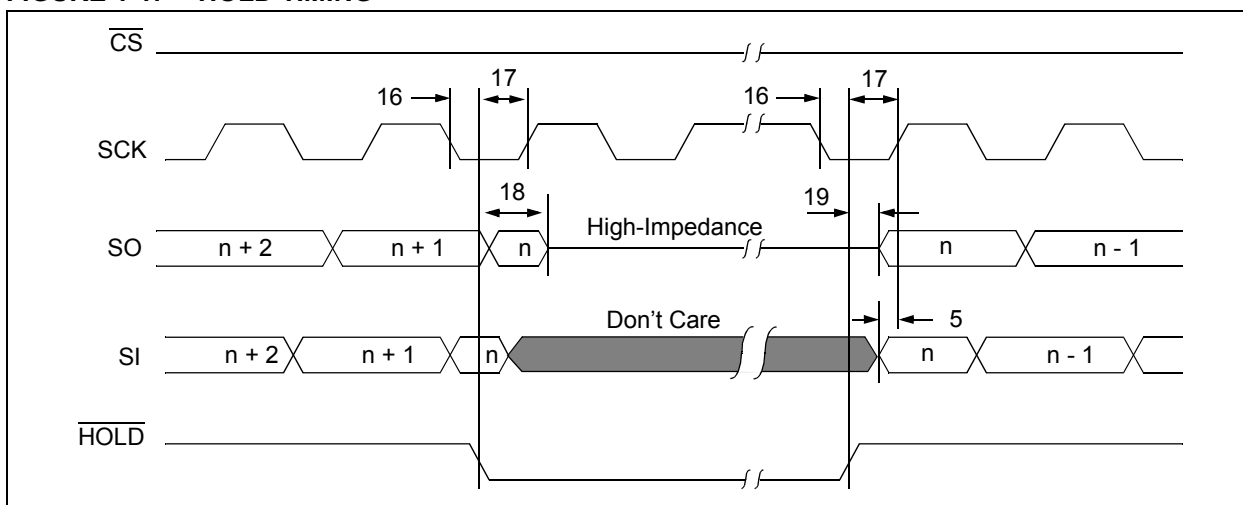 CS
16 17 16 17
SCK
18 19
High-Impedance
SO n + 2 n + 1 n n n - 1
Don't Care 5
SI n + 2 n + 1 n n n - 1
HOLD